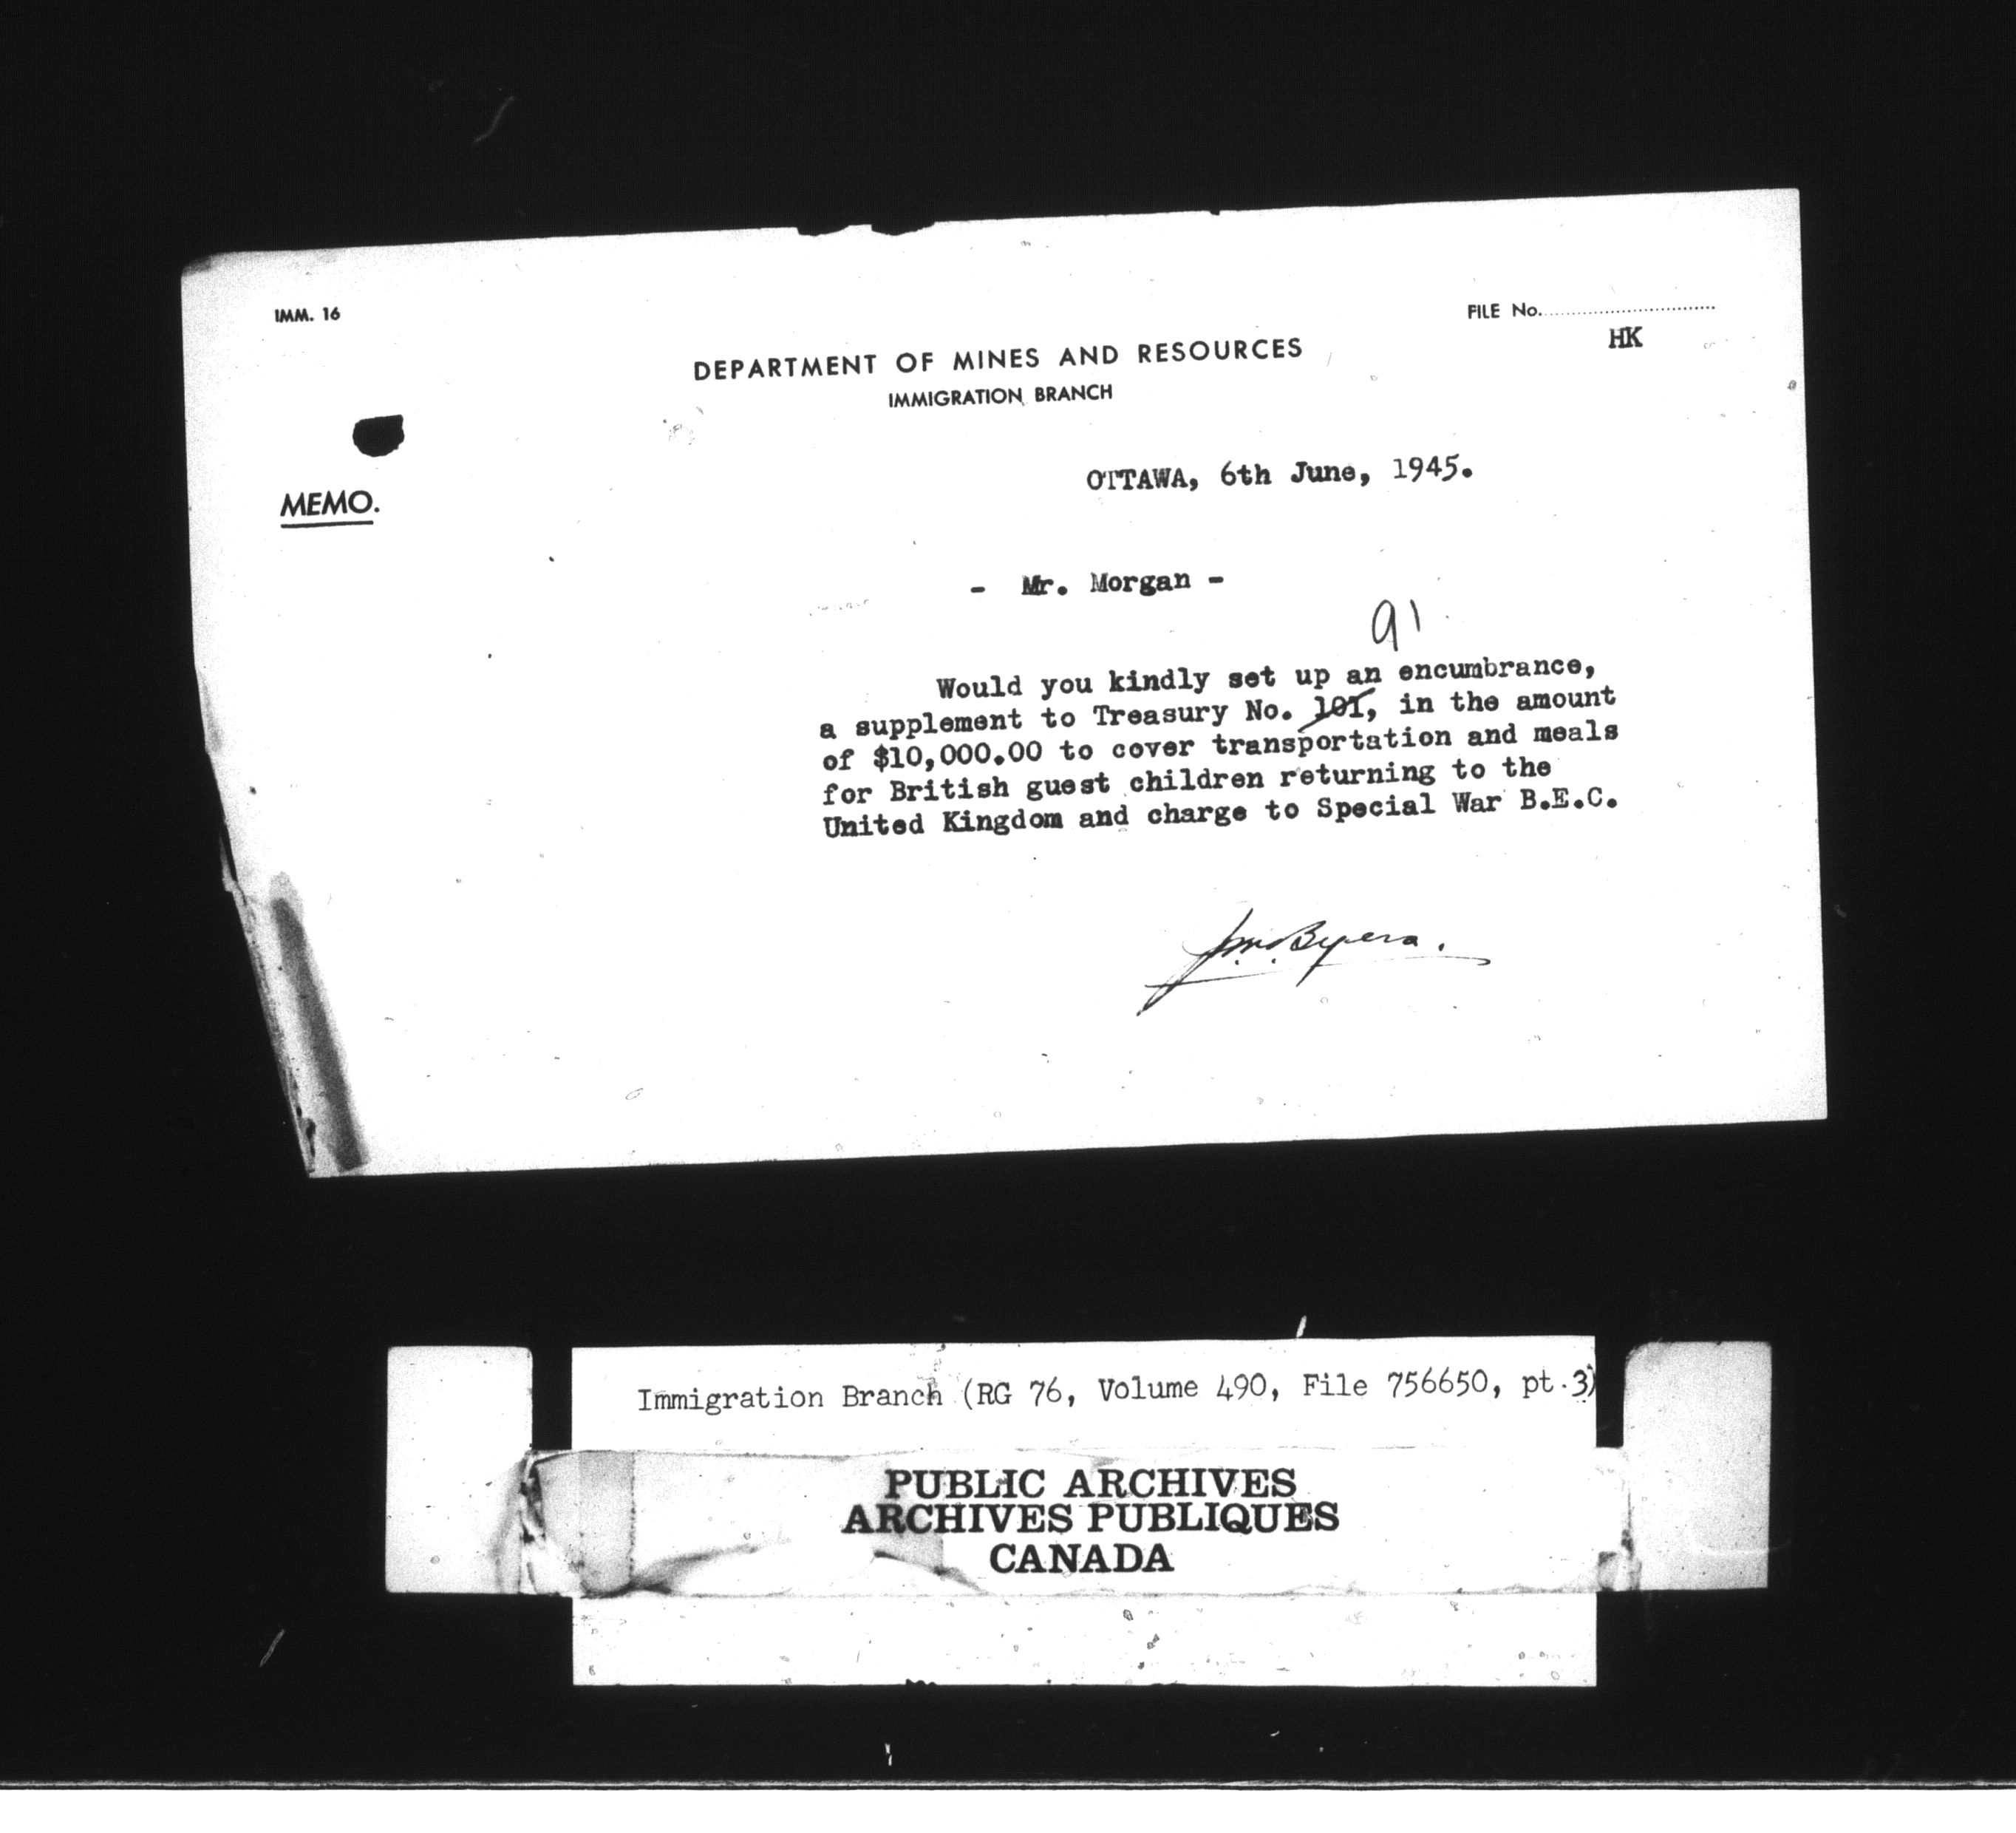 IMM. 16
FILE No.
HK
DEPARTMENT OF MINES AND RESOURCES
IMMIGRATION BRANCH
OTTAWA, 6th June, 1945.
MEMO.
- Mr. Morgan -
91
Would you kindly set up an encumbrance,
a supplement to Treasury No. 101, in the amount
of $10,000.00 to cover transportation and meals
for British guest children returning to the
United Kingdom and charge to Special War B.E.C.
Immigration Branch (RG 76, Volume 490, File 756650, pt.3)
PUBLIC ARCHIVES
ARCHIVES PUBLIQUES
CANADA